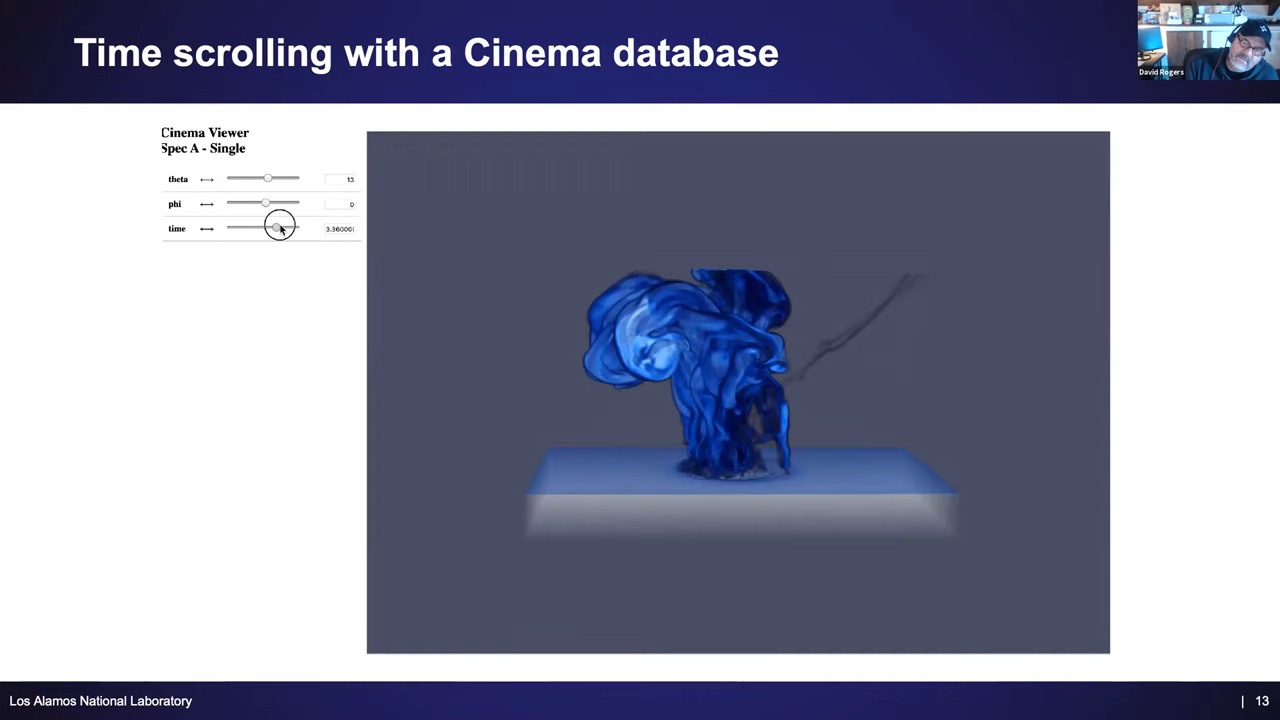 Time scrolling with a Cinema database
David Rogers
Cinema Viewer
Spec A - Single
theta ↔ 13
phi ↔ 0
time ↔ 3.36000
Los Alamos National Laboratory
| 13